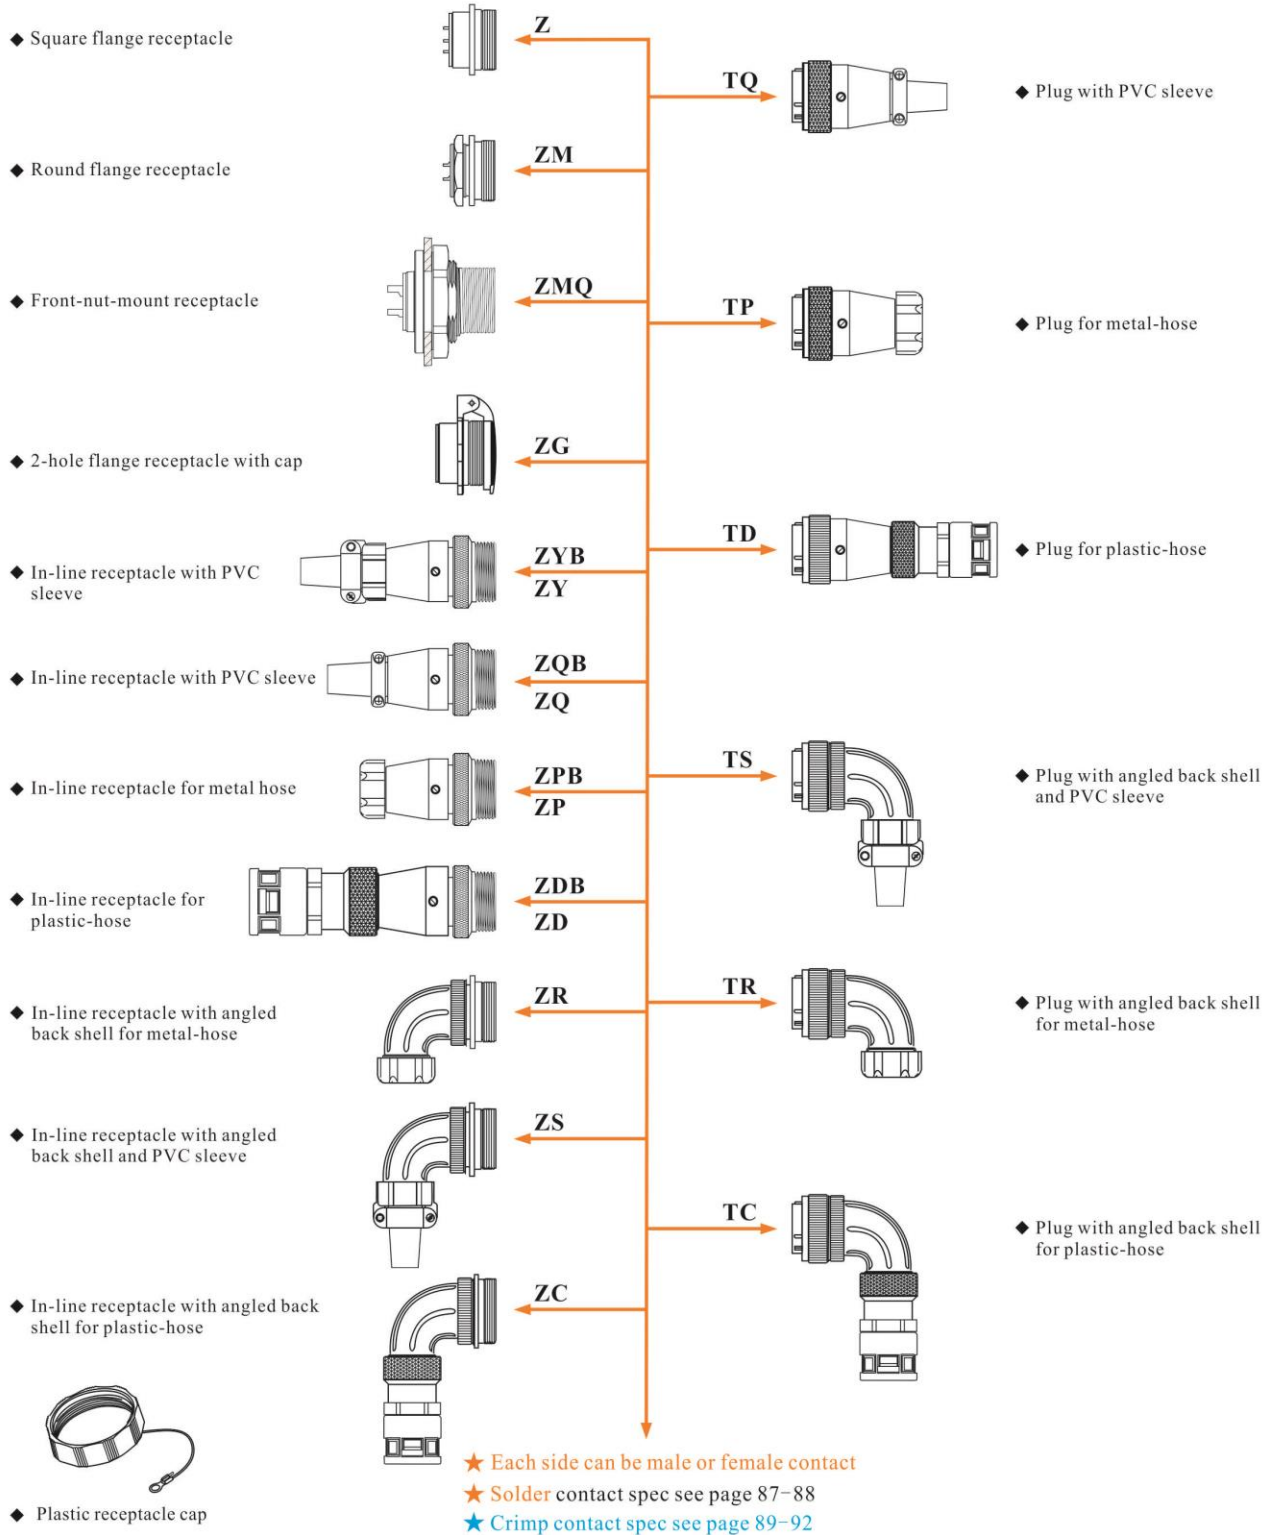 ◆ Square flange receptacle
Z
TQ
◆ Plug with PVC sleeve
◆ Round flange receptacle
ZM
◆ Front-nut-mount receptacle
ZMQ
TP
◆ Plug for metal-hose
◆ 2-hole flange receptacle with cap
ZG
TD
◆ Plug for plastic-hose
◆ In-line receptacle with PVC
sleeve
ZYB
ZY
◆ In-line receptacle with PVC sleeve
ZQB
ZQ
TS
◆ Plug with angled back shell
and PVC sleeve
◆ In-line receptacle for metal hose
ZPB
ZP
◆ In-line receptacle for
plastic-hose
ZDB
ZD
◆ In-line receptacle with angled
back shell for metal-hose
ZR
TR
◆ Plug with angled back shell
for metal-hose
◆ In-line receptacle with angled
back shell and PVC sleeve
ZS
TC
◆ Plug with angled back shell
for plastic-hose
◆ In-line receptacle with angled back
shell for plastic-hose
ZC
◆ Plastic receptacle cap
★ Each side can be male or female contact
★ Solder contact spec see page 87-88
★ Crimp contact spec see page 89-92